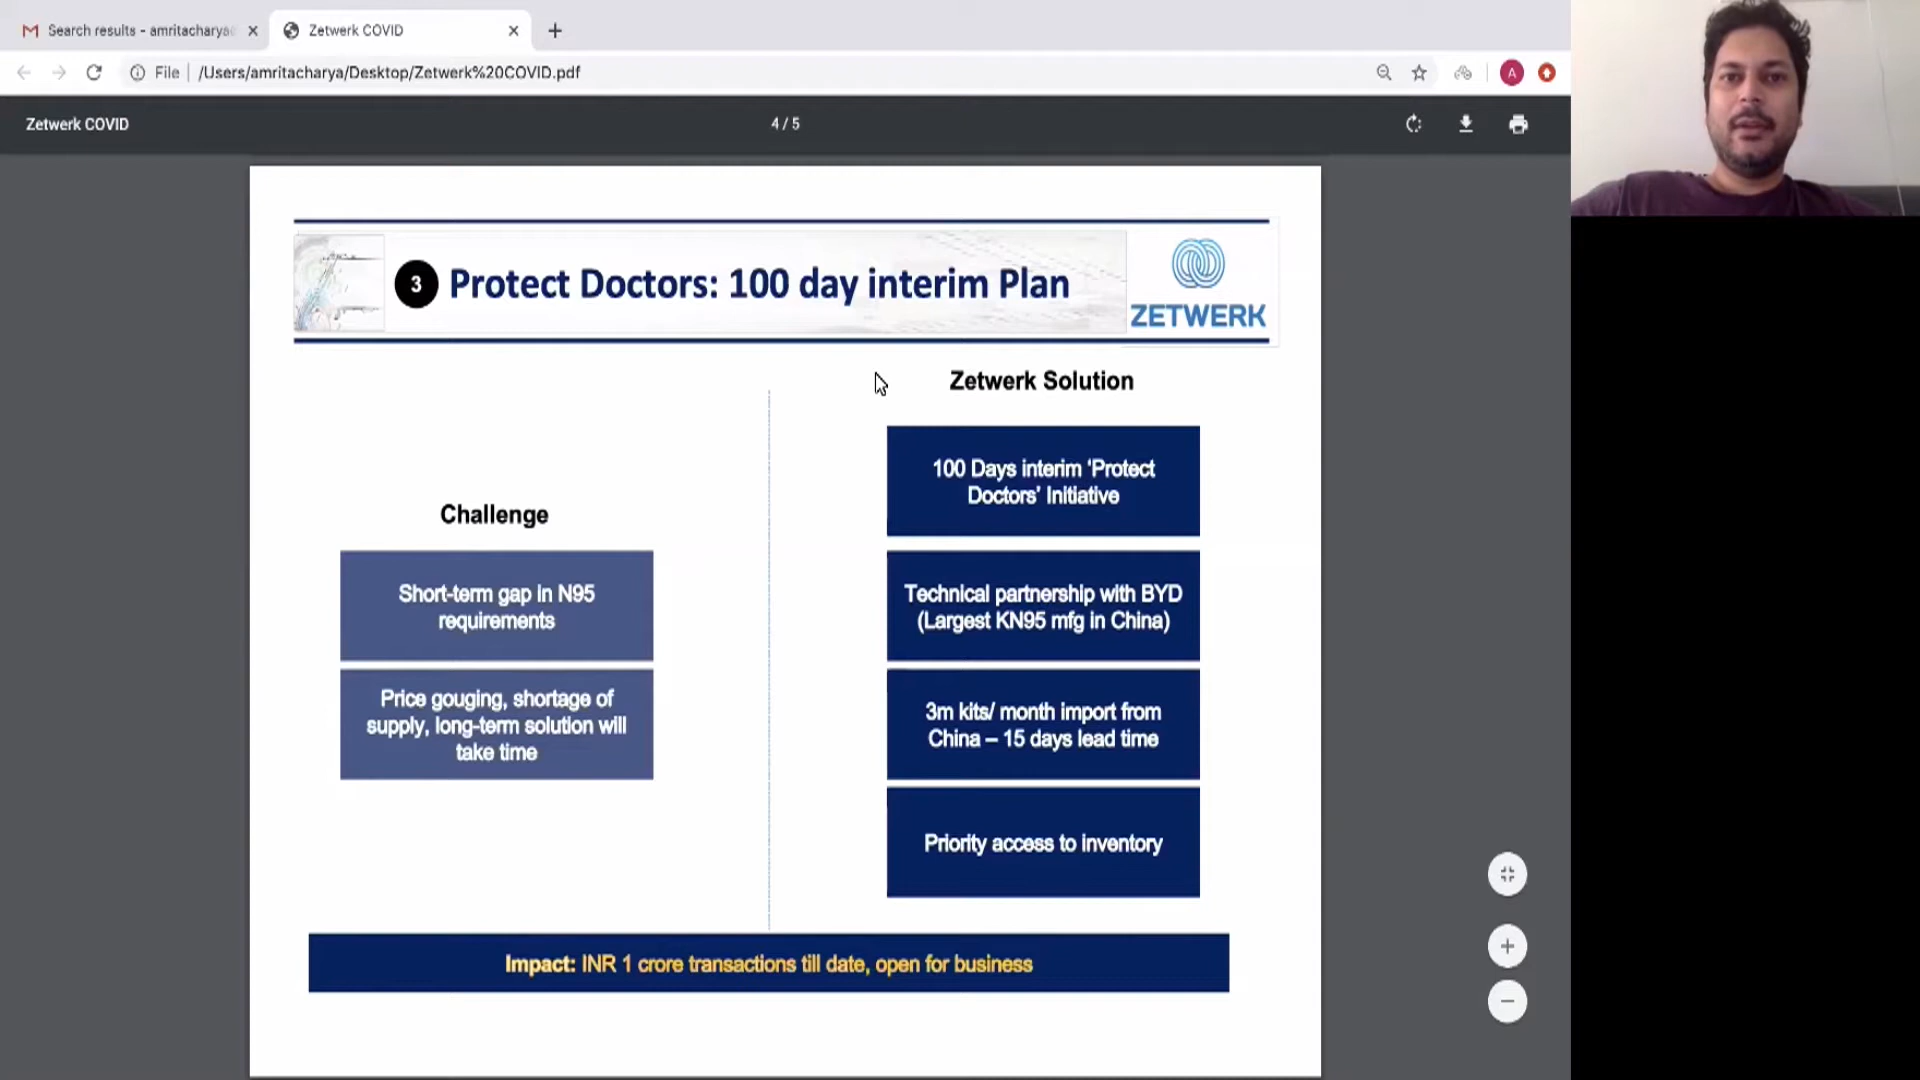 Search results - amritacharya
Zetwerk COVID
File
/Users/amritacharya/Desktop/Zetwerk%20COVID.pdf
A
Zetwerk COVID
4 / 5
3
Protect Doctors: 100 day interim Plan
ZETWERK
Challenge
Short-term gap in N95
requirements
Price gouging, shortage of
supply, long-term solution will
take time
Zetwerk Solution
100 Days interim ‘Protect
Doctors’ Initiative
Technical partnership with BYD
(Largest KN95 mfg in China)
3m kits/ month import from
China – 15 days lead time
Priority access to inventory
Impact: INR 1 crore transactions till date, open for business